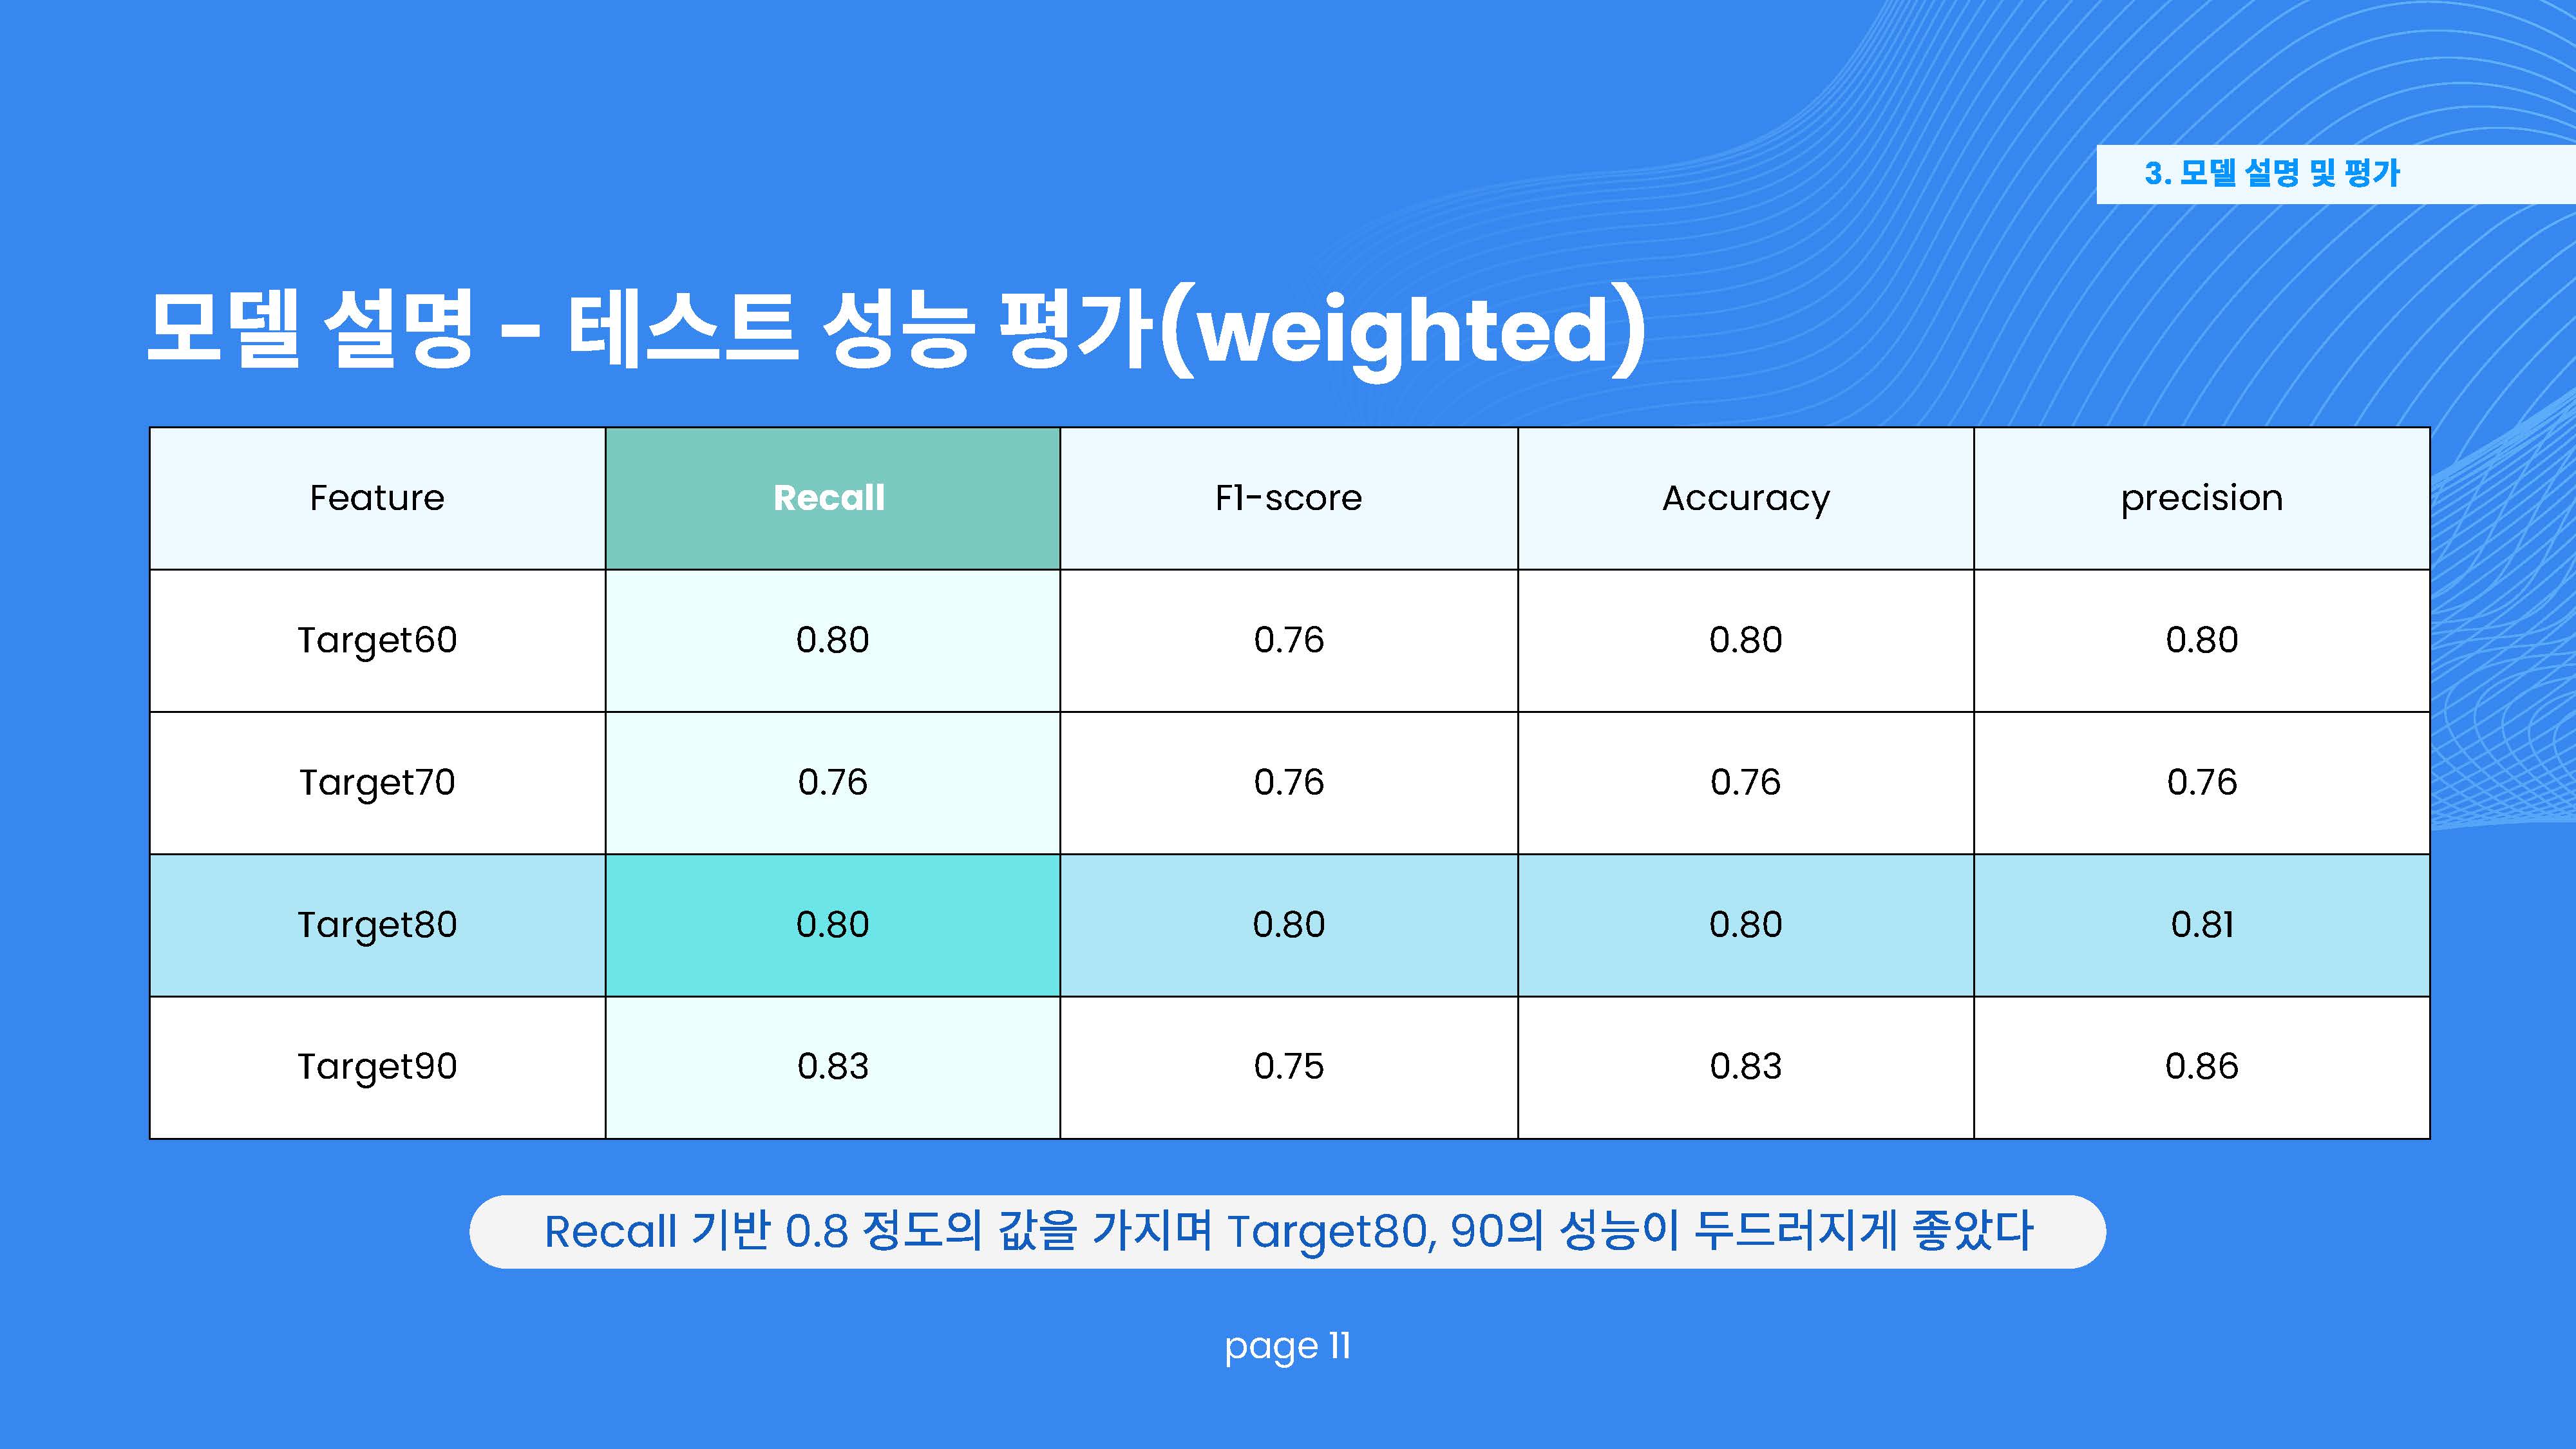 3. 모델 설명 및 평가
모델 설명 - 테스트 성능 평가(weighted)
Feature Recall F1-score Accuracy precision
Target60 0.80 0.76 0.80 0.80
Target70 0.76 0.76 0.76 0.76
Target80 0.80 0.80 0.80 0.81
Target90 0.83 0.75 0.83 0.86
Recall 기반 0.8 정도의 값을 가지며 Target80, 90의 성능이 두드러지게 좋았다
page 11